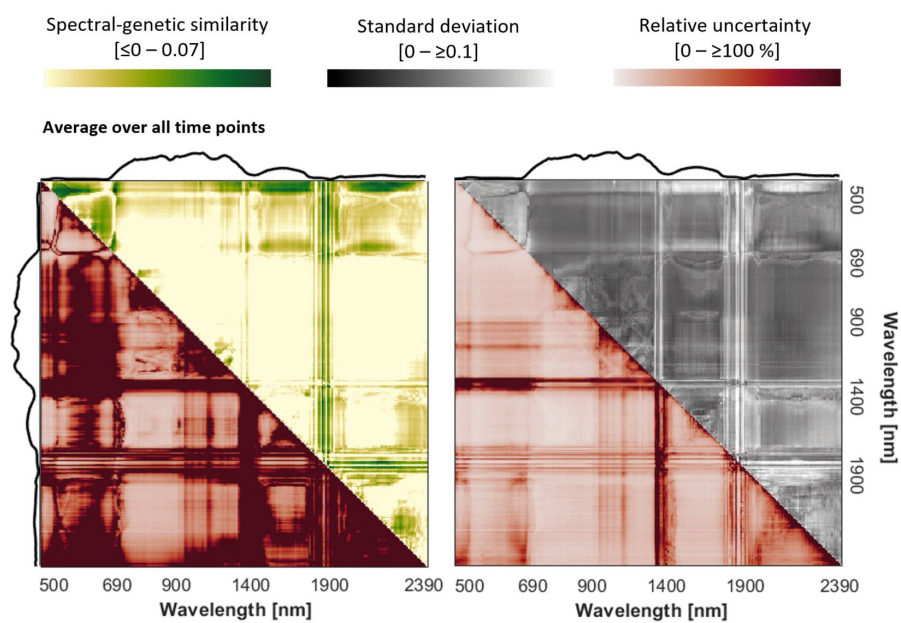 Spectral-genetic similarity
[≤0 – 0.07]
Standard deviation
[0 – ≥0.1]
Relative uncertainty
[0 – ≥100 %]
Average over all time points
500
690
900
1400
1900
Wavelength [nm]
500 690 900 1400 1900 2390
Wavelength [nm]
500 690 900 1400 1900 2390
Wavelength [nm]